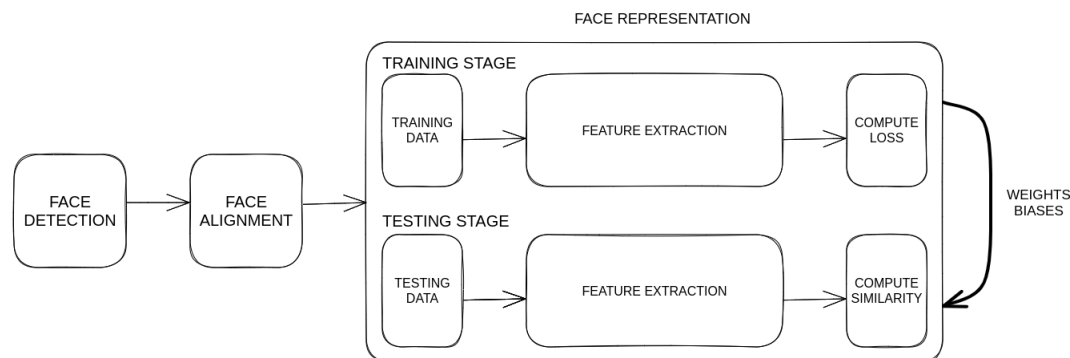 FACE REPRESENTATION
TRAINING STAGE
TRAINING
DATA
FEATURE EXTRACTION
COMPUTE
LOSS
FACE
DETECTION
FACE
ALIGNMENT
WEIGHTS
BIASES
TESTING STAGE
TESTING
DATA
FEATURE EXTRACTION
COMPUTE
SIMILARITY